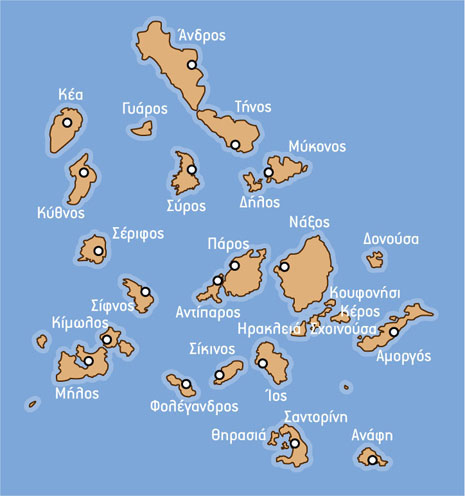 Άνδρος
Κέα
Γυάρος
Τήνος
Μύκονος
Κύθνος
Σύρος
Δήλος
Νάξος
Σέριφος
Πάρος
Δονούσα
Κουφονήσι
Σίφνος
Αντίπαρος
Κέρος
Κίμωλος
Ηρακλειά
Σχοινούσα
Σίκινος
Αμοργός
Μήλος
Ίος
Φολέγανδρος
Σαντορίνη
Θηρασιά
Ανάφη